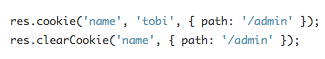 res.cookie('name', 'tobi', { path: '/admin' });
res.clearCookie('name', { path: '/admin' });